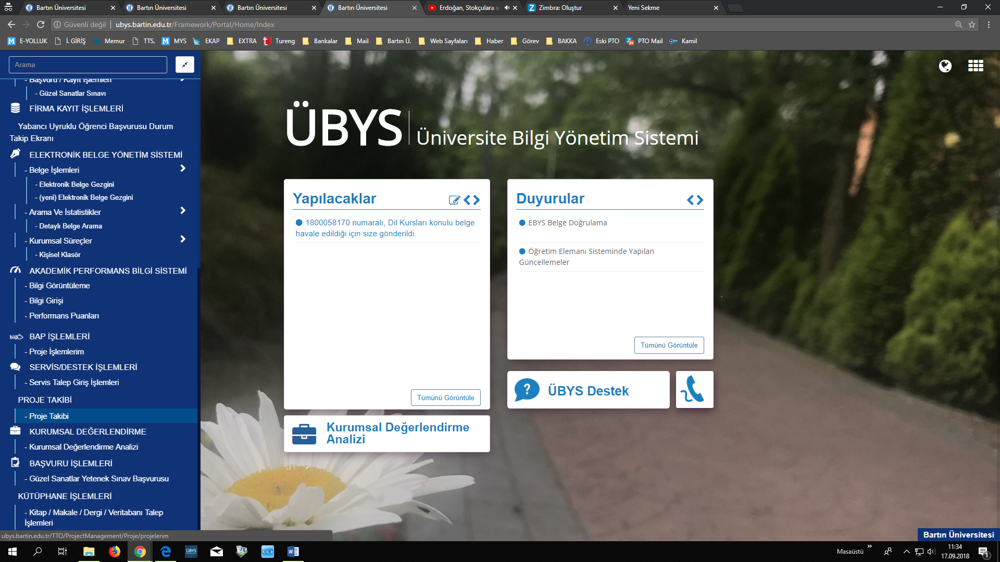 Bartın Üniversitesi
Bartın Üniversitesi
Bartın Üniversitesi
Bartın Üniversitesi
Erdoğan, Stokçulara v
Zimbra: Oluştur
Yeni Sekme
Güvenli değil
ubys.bartin.edu.tr/Framework/Portal/Home/Index
E-YOLLUK
İ. GİRİŞ
Memur
TTS.
MYS
EKAP
EXTRA
Tureng
Bankalar
Mail
Bartın Ü.
Web Sayfaları
Haber
Görev
BAKKA
Eski PTO
PTO Mail
Kamil
Arama
- Başvuru / Kayıt İşlemleri
- Güzel Sanatlar Sınavı
FİRMA KAYIT İŞLEMLERİ
Yabancı Uyruklu Öğrenci Başvurusu Durum
Takip Ekranı
ELEKTRONİK BELGE YÖNETİM SİSTEMİ
- Belge İşlemleri
- Elektronik Belge Gezgini
- (yeni) Elektronik Belge Gezgini
- Arama Ve İstatistikler
- Detaylı Belge Arama
- Kurumsal Süreçler
- Kişisel Klasör
AKADEMİK PERFORMANS BİLGİ SİSTEMİ
- Bilgi Görüntüleme
- Bilgi Girişi
- Performans Puanları
bap
BAP İŞLEMLERİ
- Proje İşlemlerim
SERVİS/DESTEK İŞLEMLERİ
- Servis Talep Giriş İşlemleri
PROJE TAKİBİ
- Proje Takibi
KURUMSAL DEĞERLENDİRME
- Kurumsal Değerlendirme Analizi
BAŞVURU İŞLEMLERİ
- Güzel Sanatlar Yetenek Sınav Başvurusu
KÜTÜPHANE İŞLEMLERİ
- Kitap / Makale / Dergi / Veritabanı Talep
İşlemleri
ubys.bartin.edu.tr/TTO/ProjectManagement/Proje/projelerim
ÜBYS
Üniversite Bilgi Yönetim Sistemi
Yapılacaklar
1800058170 numaralı, Dil Kursları konulu belge
havale edildiği için size gönderildi.
Tümünü Görüntüle
Kurumsal Değerlendirme
Analizi
Duyurular
EBYS Belge Doğrulama
Öğretim Elemanı Sisteminde Yapılan
Güncellemeler
Tümünü Görüntüle
ÜBYS Destek
Bartın Üniversitesi
ÜBYS
Masaüstü
11:34
17.09.2018
1